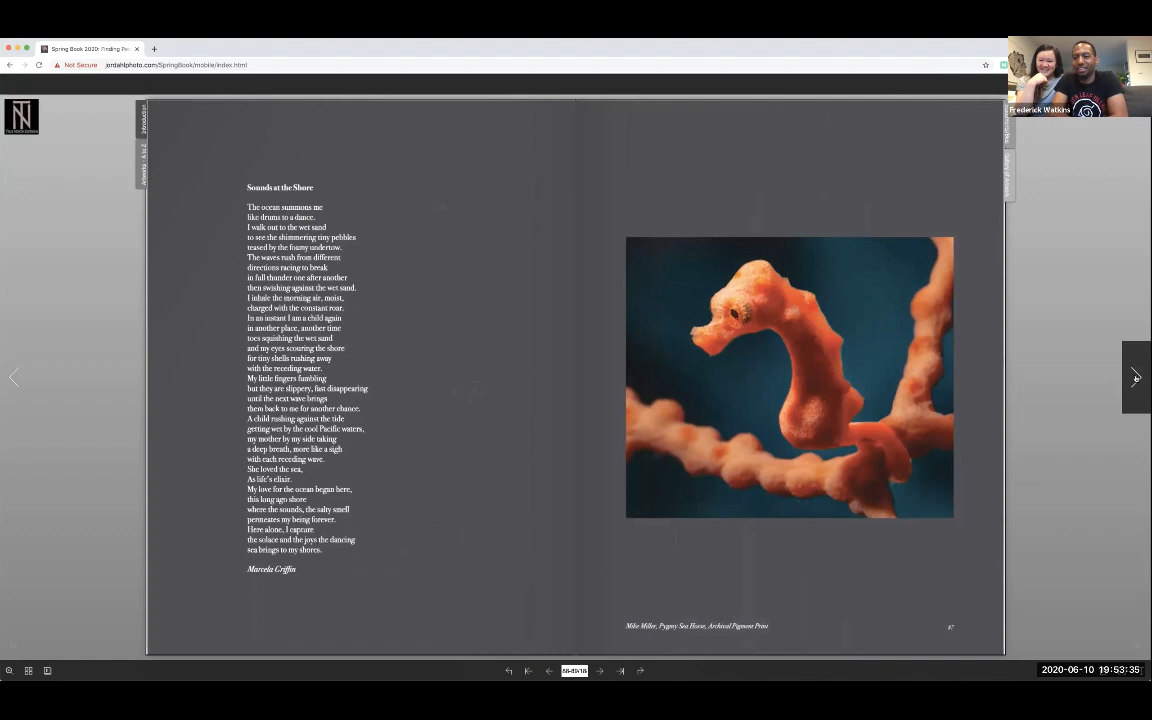 Spring Book 2020: Finding Pea
Not Secure
jordahlphoto.com/SpringBook/mobile/index.html
Frederick Watkins
TN
TRUE NORTH EDITIONS
Introduction
Artworks - A to Z
Sounds at the Shore
The ocean summons me
like drums to a dance.
I walk out to the wet sand
to see the shimmering tiny pebbles
teased by the foamy undertow.
The waves rush from different
directions racing to break
in full thunder one after another
then swishing against the wet sand.
I inhale the morning air, moist,
charged with the constant roar.
In an instant I am a child again
in another place, another time
toes squishing the wet sand
and my eyes scouring the shore
for tiny shells rushing away
with the receding water.
My little fingers fumbling
but they are slippery, fast disappearing
until the next wave brings
them back to me for another chance.
A child rushing against the tide
getting wet by the cool Pacific waters,
my mother by my side taking
a deep breath, more like a sigh
with each receding wave.
She loved the sea,
As life's elixir.
My love for the ocean began here,
this long ago shore
where the sounds, the salty smell
permeates my being forever.
Here alone, I capture
the solace and the joys the dancing
sea brings to my shores.
Marcela Griffin
Mike Miller, Pygmy Sea Horse, Archival Pigment Print
87
88-89/18
2020-06-10 19:53:35